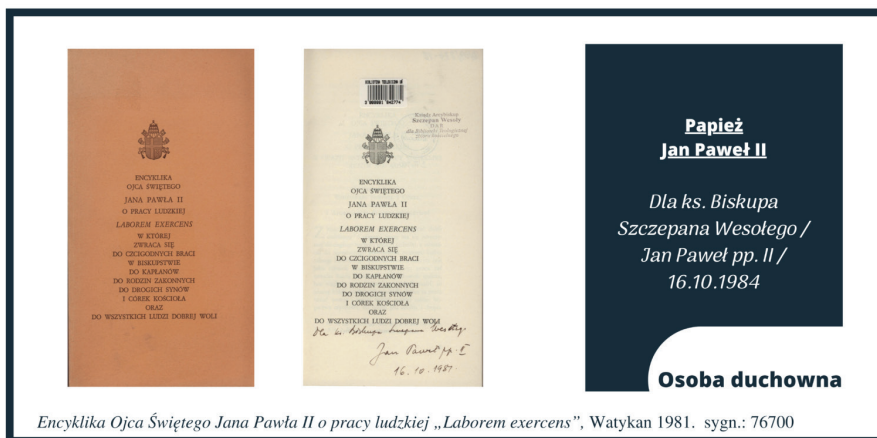 ENCYKLIKA
OJCA ŚWIĘTEGO
JANA PAWŁA II
O PRACY LUDZKIEJ
LABOREM EXERCENS
W KTÓREJ
ZWRACA SIĘ
DO CZCIGODNYCH BRACI
W BISKUPSTWIE
DO KAPŁANÓW
DO RODZIN ZAKONNYCH
DO DROGICH SYNÓW
I CÓREK KOŚCIOŁA
ORAZ
DO WSZYSTKICH LUDZI DOBREJ WOLI
Szczepan Wesoły
ENCYKLIKA
OJCA ŚWIĘTEGO
JANA PAWŁA II
O PRACY LUDZKIEJ
LABOREM EXERCENS
W KTÓREJ
ZWRACA SIĘ
DO CZCIGODNYCH BRACI
W BISKUPSTWIE
DO KAPŁANÓW
DO RODZIN ZAKONNYCH
DO DROGICH SYNÓW
I CÓREK KOŚCIOŁA
ORAZ
DO WSZYSTKICH LUDZI DOBREJ WOLI
Dla ks. Biskupa Szczepana Wesołego
Jan Paweł pp. II
Papież
Jan Paweł II
Dla ks. Biskupa
Szczepana Wesołego /
Jan Paweł pp. II /
16.10.1984
Osoba duchowna
Encyklika Ojca Świętego Jana Pawła II o pracy ludzkiej „Laborem exercens”, Watykan 1981. sygn.: 76700